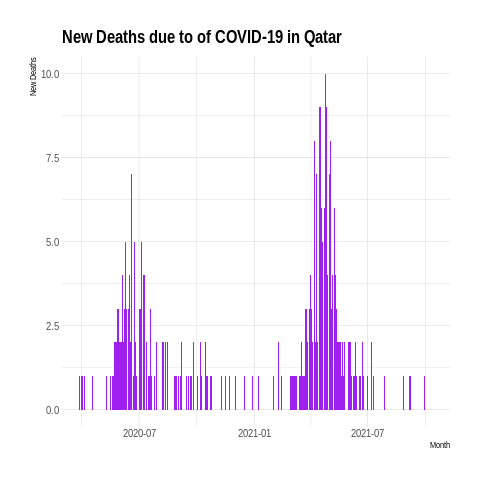 New Deaths due to of COVID-19 in Qatar
New Deaths
10.0
7.5
5.0
2.5
0.0
2020-07
2021-01
2021-07
Month